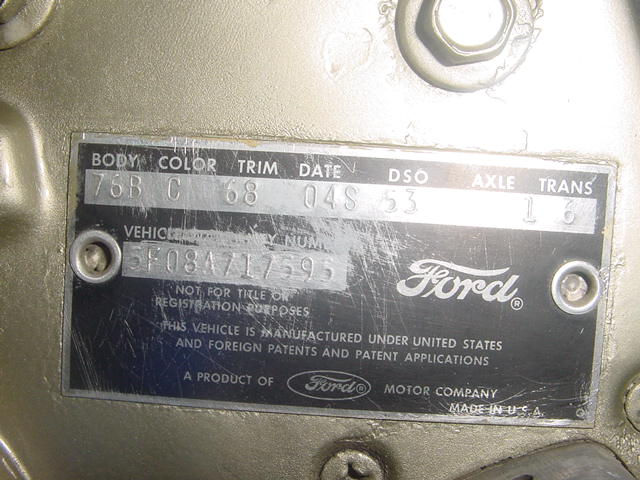 BODY COLOR TRIM DATE DSO AXLE TRANS
76B C 68 04S 53 1 6
VEHICLE NUM
5F08A717595
NOT FOR TITLE OR
REGISTRATION PURPOSES
Ford®
THIS VEHICLE IS MANUFACTURED UNDER UNITED STATES
AND FOREIGN PATENTS AND PATENT APPLICATIONS
A PRODUCT OF Ford® MOTOR COMPANY
MADE IN U.S.A.